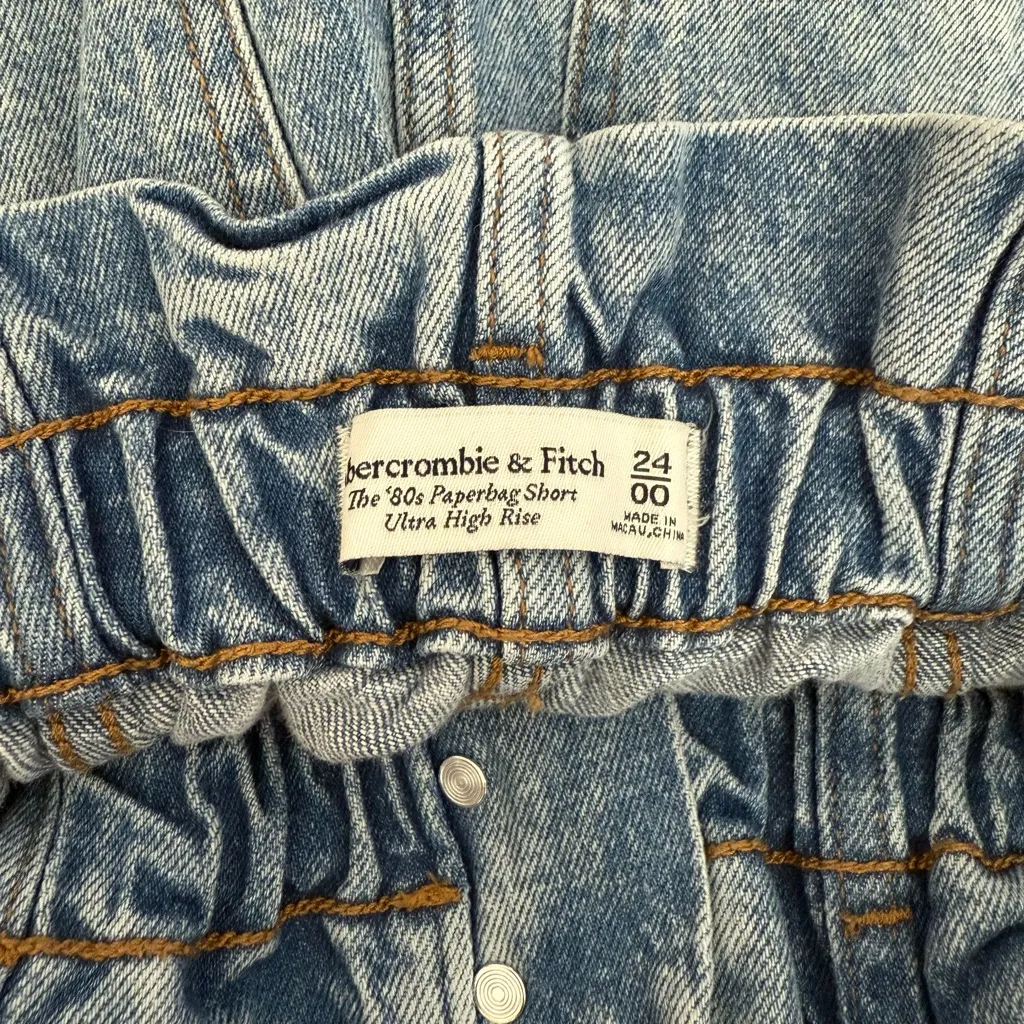 bercrombie & Fitch
The '80s Paperbag Short
Ultra High Rise
24
00
MADE IN
MACAU, CHINA